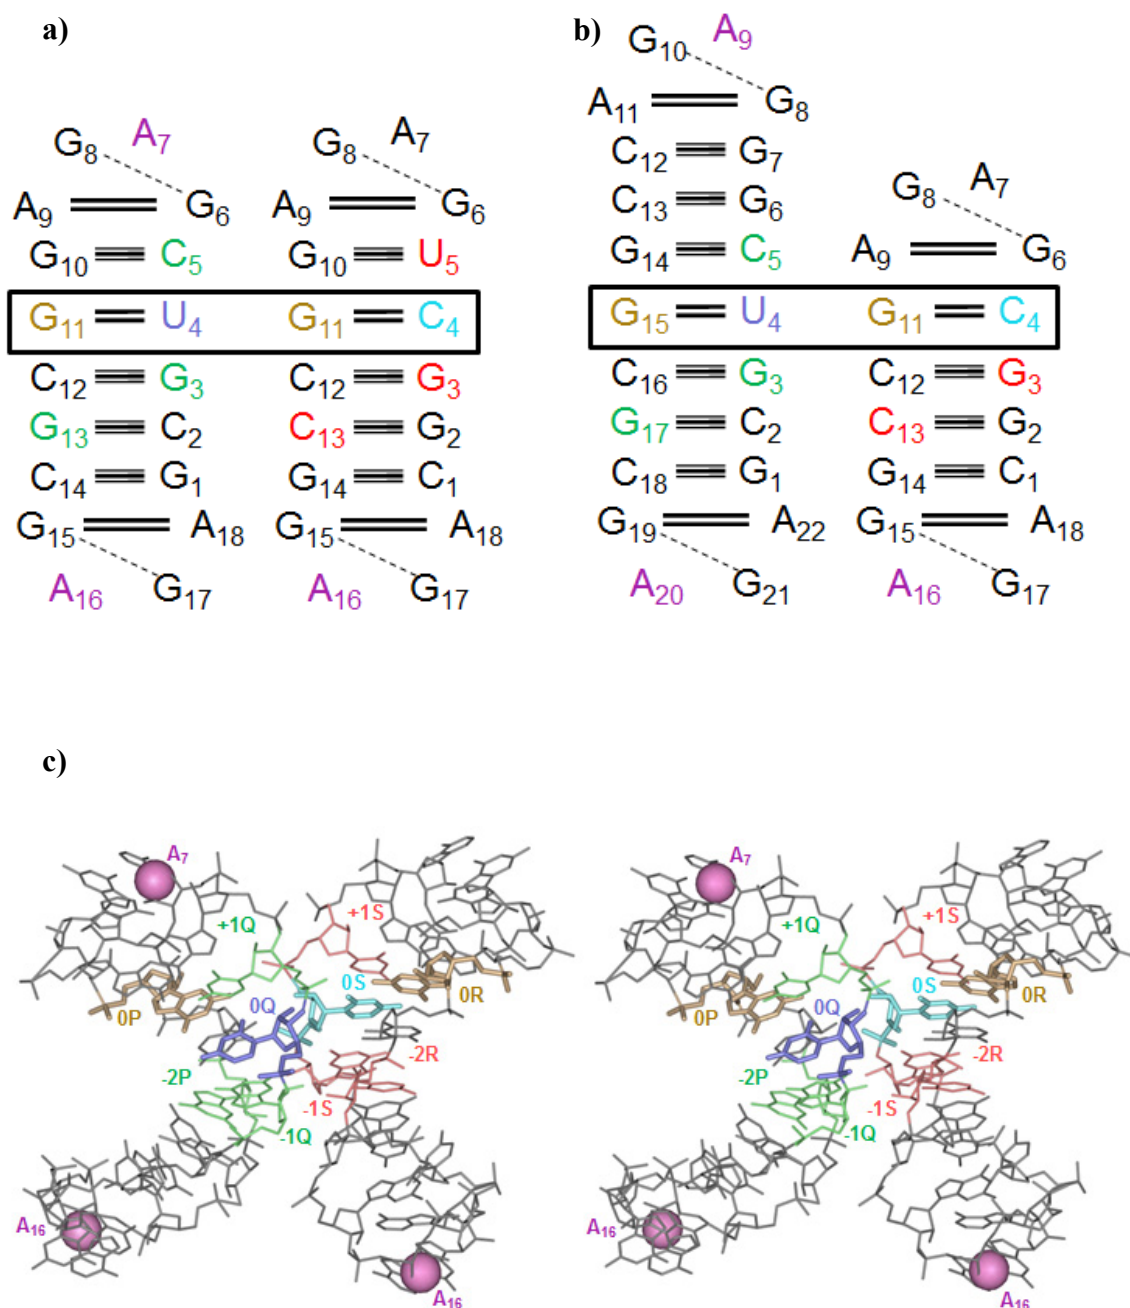 a)
b)
G10 A9
A11 G8
C12 G7
C13 G6
G14 C5
G15 U4
C16 G3
G17 C2
C18 G1
G19 A22
A20 G21
G8 A7
A9 G6
G10 C5
G11 U4
C12 G3
G13 C2
C14 G1
G15 A18
A16 G17
G8 A7
A9 G6
G10 U5
G11 C4
C12 G3
C13 G2
G14 C1
G15 A18
A16 G17
G8 A7
A9 G6
G11 C4
C12 G3
C13 G2
G14 C1
G15 A18
A16 G17
c)
A7
+1Q
+1S
0P
0Q
0S
0R
-2P
-2R
-1S
-1Q
A16
A16
A7
+1Q
+1S
0P
0Q
0S
0R
-2P
-2R
-1S
-1Q
A16
A16